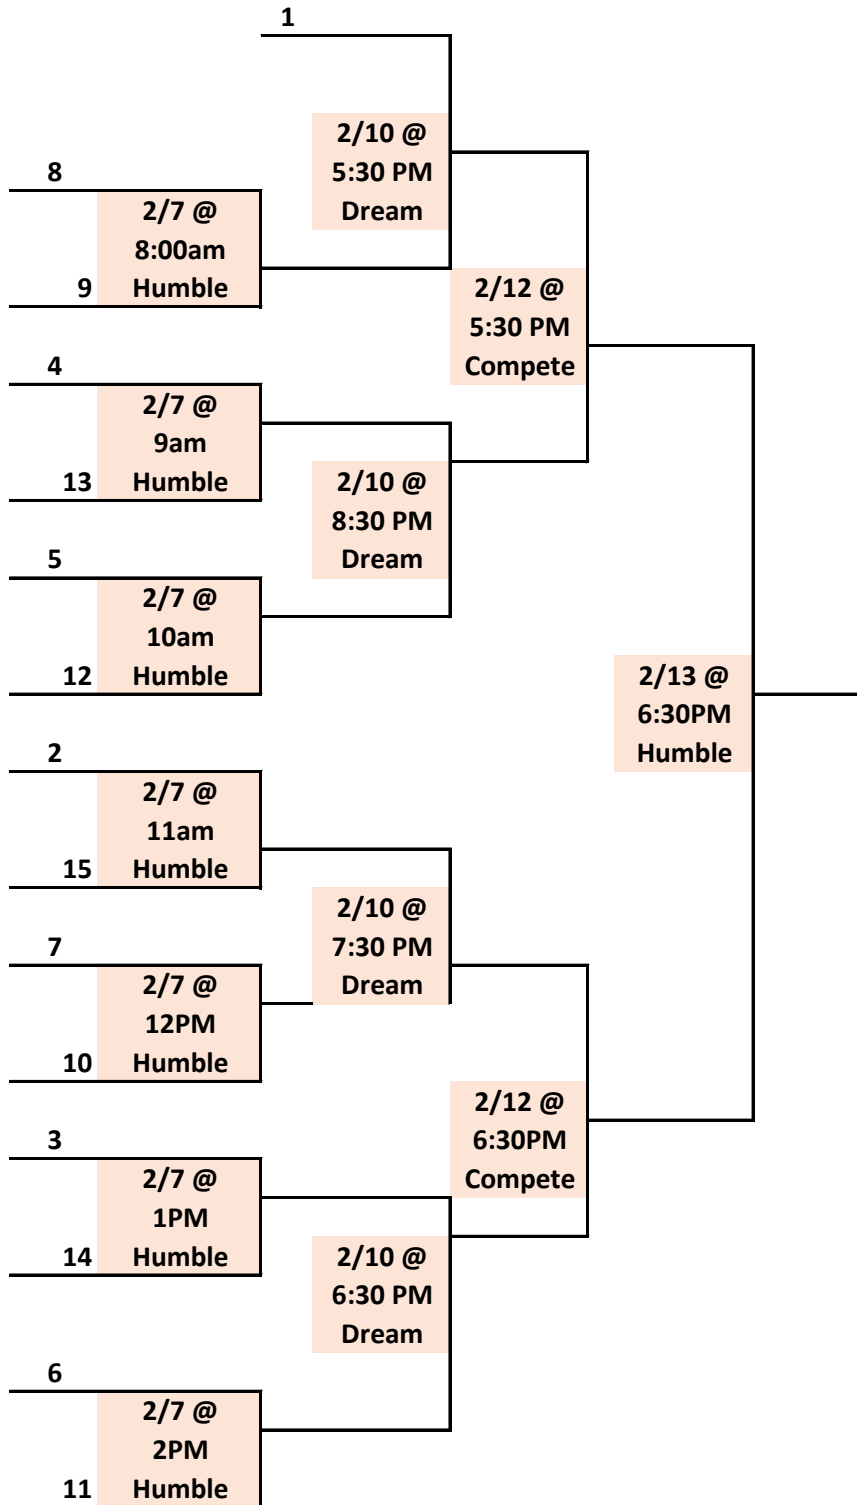 1
2/10 @
5:30 PM
Dream
8
2/7 @
8:00am
Humble
9
2/12 @
5:30 PM
Compete
4
2/7 @
9am
Humble
13
2/10 @
8:30 PM
Dream
5
2/7 @
10am
Humble
12
2/13 @
6:30PM
Humble
2
2/7 @
11am
Humble
15
2/10 @
7:30 PM
Dream
7
2/7 @
12PM
Humble
10
2/12 @
6:30PM
Compete
3
2/7 @
1PM
Humble
14
2/10 @
6:30 PM
Dream
6
2/7 @
2PM
Humble
11